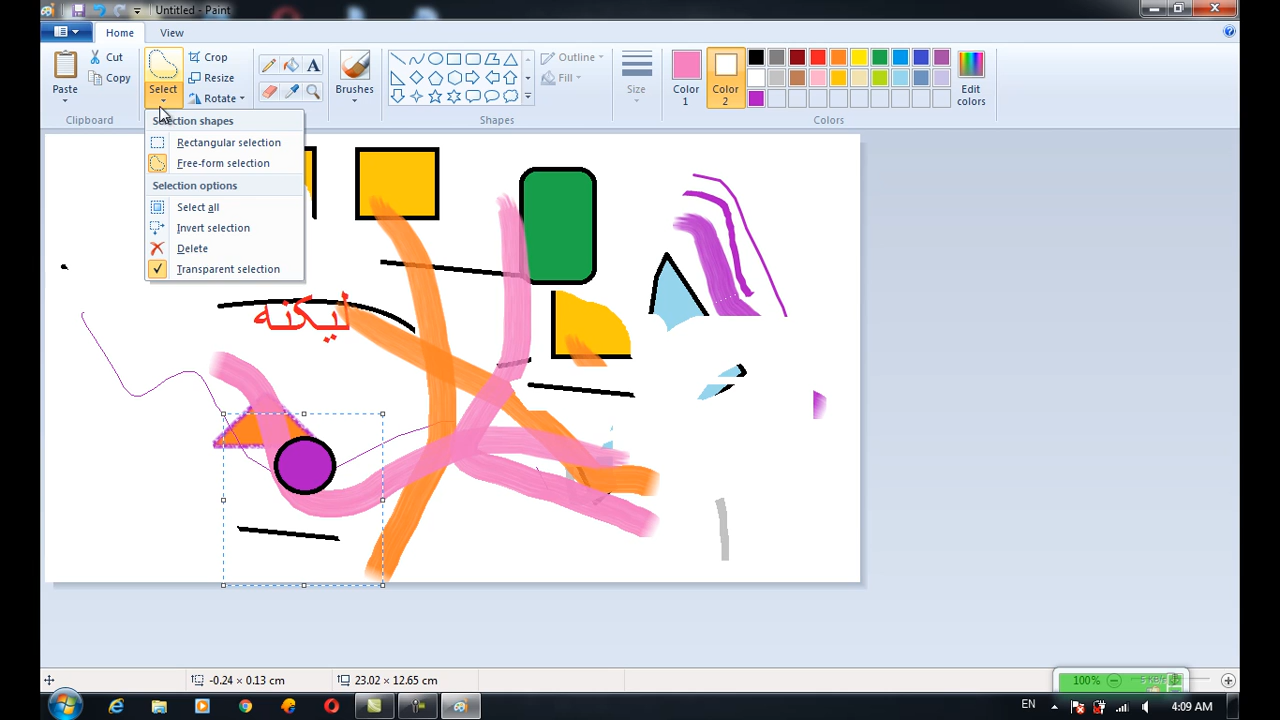 Untitled - Paint
Home View
Paste
Cut
Copy
Clipboard
Select
Crop
Resize
Rotate
A
Brushes
Shapes
Outline
Fill
Size
Color 1
Color 2
Edit colors
Colors
Selection shapes
Rectangular selection
Free-form selection
Selection options
Select all
Invert selection
Delete
Transparent selection
ليكنه
-0.24 × 0.13 cm
23.02 × 12.65 cm
100%
EN
4:09 AM